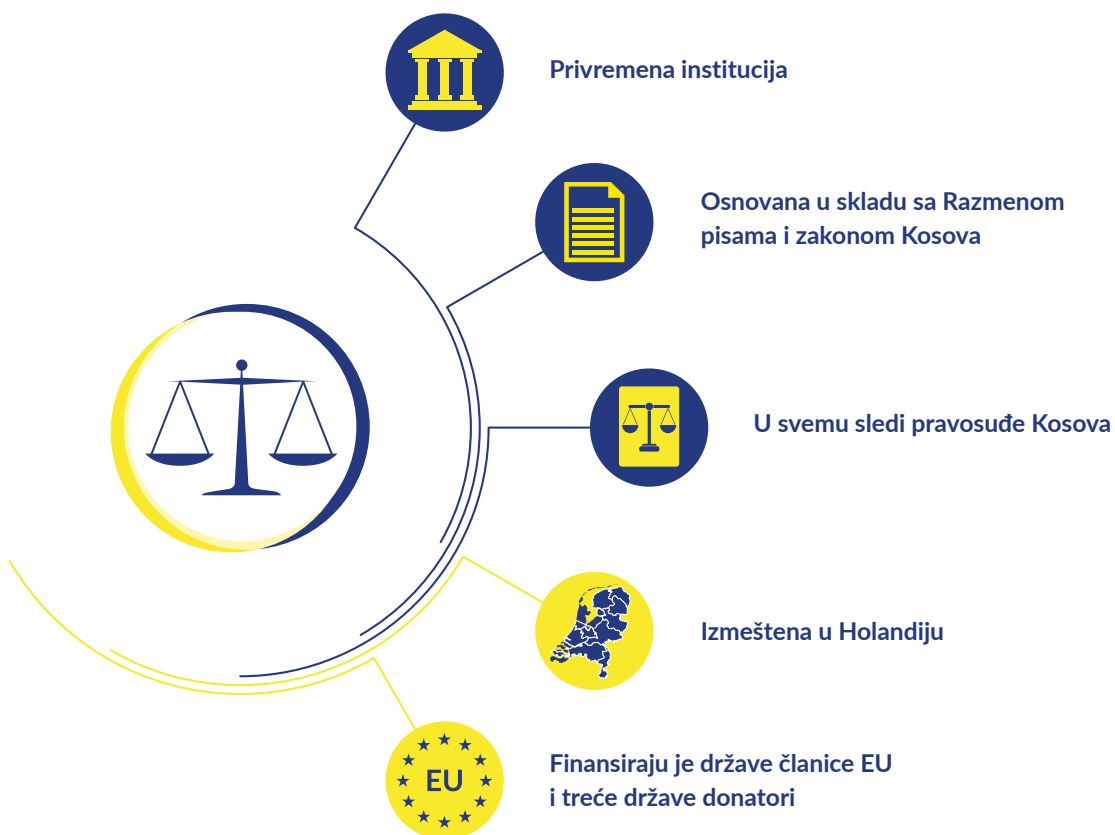 Privremena institucija
Osnovana u skladu sa Razmenom
pisama i zakonom Kosova
U svemu sledi pravosuđe Kosova
Izmeštena u Holandiju
EU
Finansiraju je države članice EU
i treće države donatori